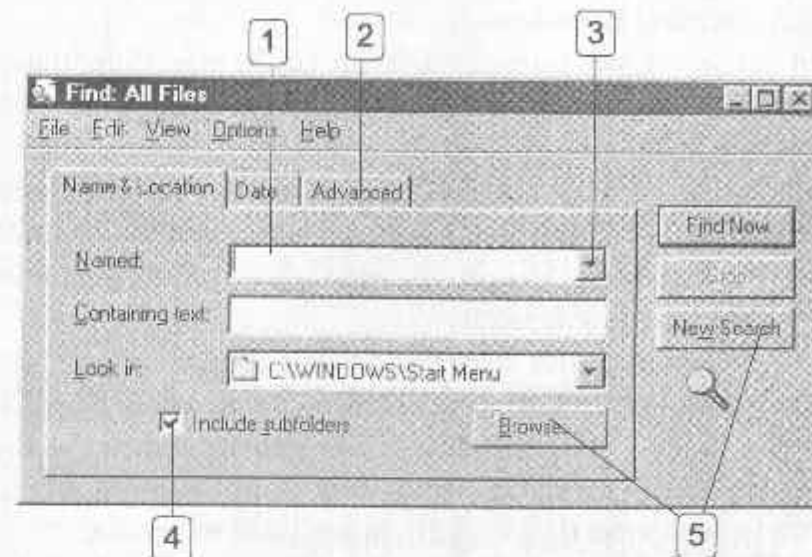 1 2 3
Find: All Files
File Edit View Options Help
Name & Location Date Advanced
Named:
Find Now
Containing text:
Stop
New Search
Look in: C:\WINDOWS\Start Menu
Include subfolders Browse...
4 5